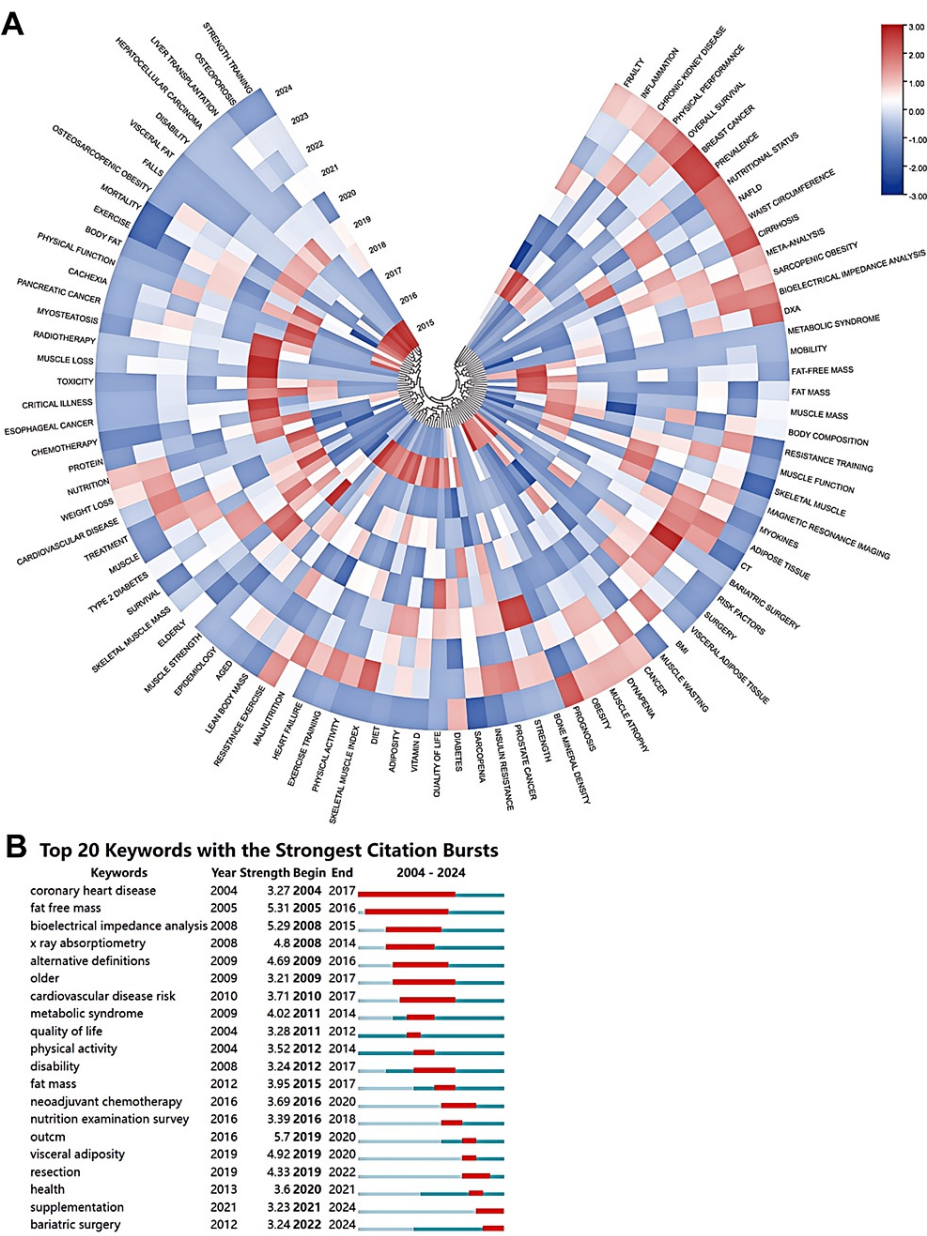 A
STRENGTH TRAINING
OSTEOPOROSIS
LIVER TRANSPLANTATION
HEPATOCELLULAR CARCINOMA
DISABILITY
VISCERAL FAT
FALLS
OSTEOSARCOPENIC OBESITY
MORTALITY
EXERCISE
BODY FAT
PHYSICAL FUNCTION
CACHEXIA
PANCREATIC CANCER
MYOSTEATOSIS
RADIOTHERAPY
MUSCLE LOSS
TOXICITY
CRITICAL ILLNESS
ESOPHAGEAL CANCER
CHEMOTHERAPY
PROTEIN
NUTRITION
WEIGHT LOSS
CARDIOVASCULAR DISEASE
TREATMENT
MUSCLE
TYPE 2 DIABETES
SURVIVAL
SKELETAL MUSCLE MASS
ELDERLY
MUSCLE STRENGTH
EPIDEMIOLOGY
AGED
LEAN BODY MASS
RESISTANCE EXERCISE
MALNUTRITION
HEART FAILURE
EXERCISE TRAINING
PHYSICAL ACTIVITY
SKELETAL MUSCLE INDEX
DIET
ADIPOSITY
VITAMIN D
QUALITY OF LIFE
DIABETES
SARCOPENIA
INSULIN RESISTANCE
PROSTATE CANCER
STRENGTH
BONE MINERAL DENSITY
PROGNOSIS
OBESITY
MUSCLE ATROPHY
DYNAPENIA
CANCER
MUSCLE WASTING
BMI
VISCERAL ADIPOSE TISSUE
SURGERY
RISK FACTORS
BARIATRIC SURGERY
CT
ADIPOSE TISSUE
MYOKINES
MAGNETIC RESONANCE IMAGING
SKELETAL MUSCLE
MUSCLE FUNCTION
RESISTANCE TRAINING
BODY COMPOSITION
MUSCLE MASS
FAT MASS
FAT-FREE MASS
MOBILITY
METABOLIC SYNDROME
DXA
BIOELECTRICAL IMPEDANCE ANALYSIS
SARCOPENIC OBESITY
META-ANALYSIS
CIRRHOSIS
WAIST CIRCUMFERENCE
NAFLD
NUTRITIONAL STATUS
PREVALENCE
BREAST CANCER
OVERALL SURVIVAL
PHYSICAL PERFORMANCE
CHRONIC KIDNEY DISEASE
INFLAMMATION
FRAILTY
2024
2023
2022
2021
2020
2019
2018
2017
2016
2015
3.00
2.00
1.00
0.00
-1.00
-2.00
-3.00
B Top 20 Keywords with the Strongest Citation Bursts
Keywords Year Strength Begin End 2004 - 2024
coronary heart disease 2004 3.27 2004 2017
fat free mass 2005 5.31 2005 2016
bioelectrical impedance analysis 2008 5.29 2008 2015
x ray absorptiometry 2008 4.8 2008 2014
alternative definitions 2009 4.69 2009 2016
older 2009 3.21 2009 2017
cardiovascular disease risk 2010 3.71 2010 2017
metabolic syndrome 2009 4.02 2011 2014
quality of life 2004 3.28 2011 2012
physical activity 2004 3.52 2012 2014
disability 2008 3.24 2012 2017
fat mass 2012 3.95 2015 2017
neoadjuvant chemotherapy 2016 3.69 2016 2020
nutrition examination survey 2016 3.39 2016 2018
outcm 2016 5.7 2019 2020
visceral adiposity 2019 4.92 2019 2020
resection 2019 4.33 2019 2022
health 2013 3.6 2020 2021
supplementation 2021 3.23 2021 2024
bariatric surgery 2012 3.24 2022 2024